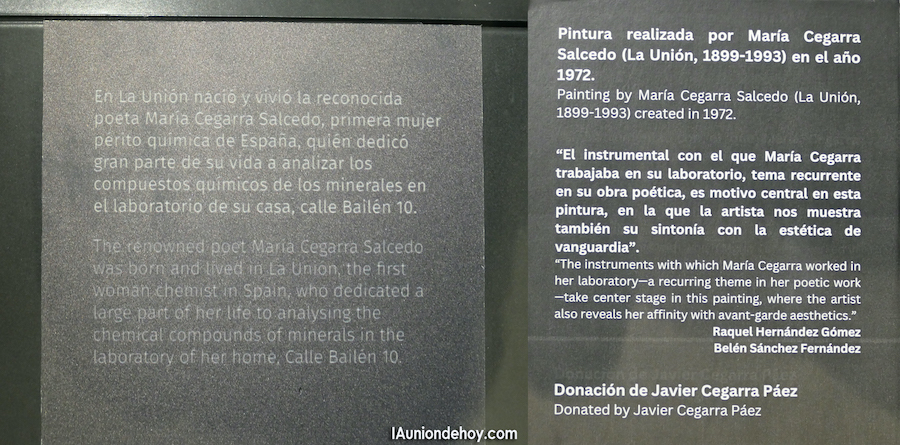 En La Unión nació y vivió la reconocida
poeta María Cegarra Salcedo, primera mujer
perito química de España, quién dedicó
gran parte de su vida a analizar los
compuestos químicos de los minerales en
el laboratorio de su casa, calle Bailén 10.
The renowned poet María Cegarra Salcedo
was born and lived in La Unión, the first
woman chemist in Spain, who dedicated a
large part of her life to analysing the
chemical compounds of minerals in the
laboratory of her home, Calle Bailén 10.
Pintura realizada por María Cegarra
Salcedo (La Unión, 1899-1993) en el año
1972.
Painting by María Cegarra Salcedo (La Unión,
1899-1993) created in 1972.
“El instrumental con el que María Cegarra
trabajaba en su laboratorio, tema recurrente
en su obra poética, es motivo central en esta
pintura, en la que la artista nos muestra
también su sintonía con la estética de
vanguardia”.
“The instruments with which María Cegarra worked in
her laboratory—a recurring theme in her poetic work
—take center stage in this painting, where the artist
also reveals her affinity with avant-garde aesthetics.”
Raquel Hernández Gómez
Belén Sánchez Fernández
Donación de Javier Cegarra Páez
Donated by Javier Cegarra Páez
lAuniondehoy.com